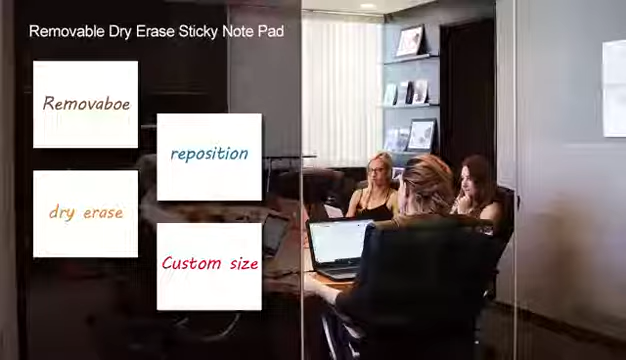 Removable Dry Erase Sticky Note Pad
Removaboe
reposition
dry erase
Custom size